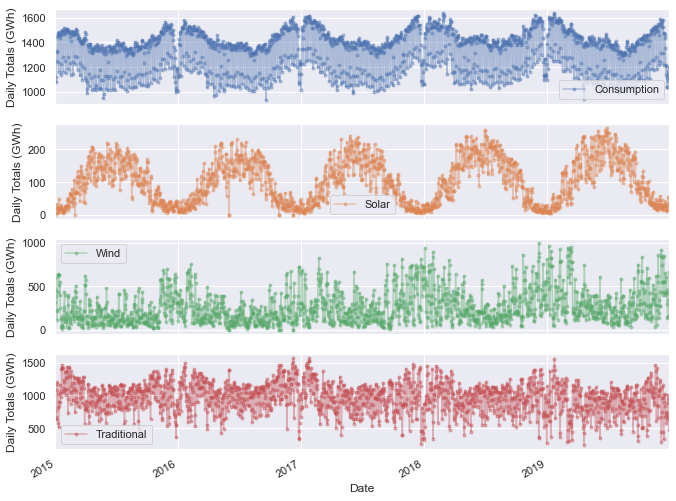 Daily Totals (GWh)
1600
1400
1200
1000
Consumption
Daily Totals (GWh)
200
100
0
Solar
Daily Totals (GWh)
1000
500
0
Wind
Daily Totals (GWh)
1500
1000
500
Traditional
2015
2016
2017
2018
2019
Date